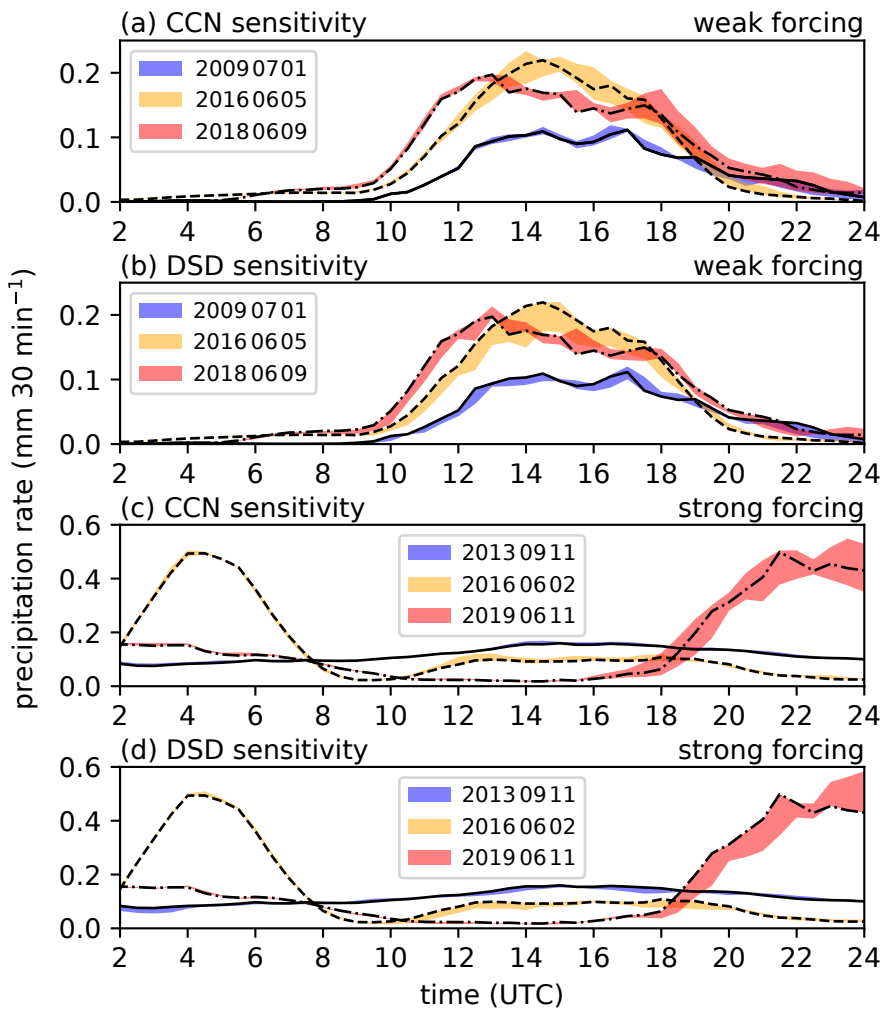 (a) CCN sensitivity weak forcing
0.2
0.1
0.0
20090701
20160605
20180609
2 4 6 8 10 12 14 16 18 20 22 24
(b) DSD sensitivity weak forcing
0.2
0.1
0.0
20090701
20160605
20180609
2 4 6 8 10 12 14 16 18 20 22 24
precipitation rate (mm 30 min⁻¹)
(c) CCN sensitivity strong forcing
0.6
0.4
0.2
0.0
20130911
20160602
20190611
2 4 6 8 10 12 14 16 18 20 22 24
(d) DSD sensitivity strong forcing
0.6
0.4
0.2
0.0
20130911
20160602
20190611
2 4 6 8 10 12 14 16 18 20 22 24
time (UTC)